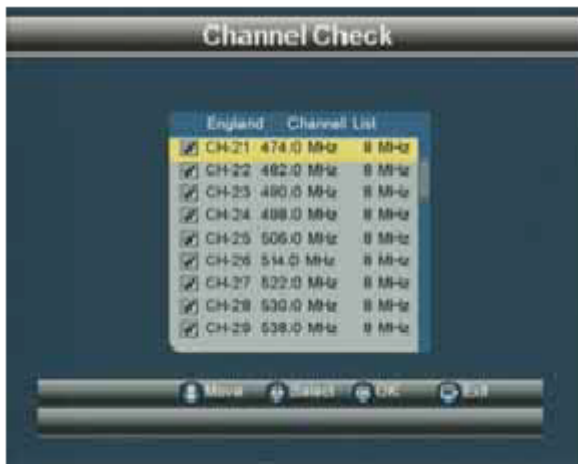 Channel Check
England Channel List
CH-21 474.0 MHz 8 MHz
CH-22 482.0 MHz 8 MHz
CH-23 490.0 MHz 8 MHz
CH-24 498.0 MHz 8 MHz
CH-25 506.0 MHz 8 MHz
CH-26 514.0 MHz 8 MHz
CH-27 522.0 MHz 8 MHz
CH-28 530.0 MHz 8 MHz
CH-29 538.0 MHz 8 MHz
Move Select OK Exit